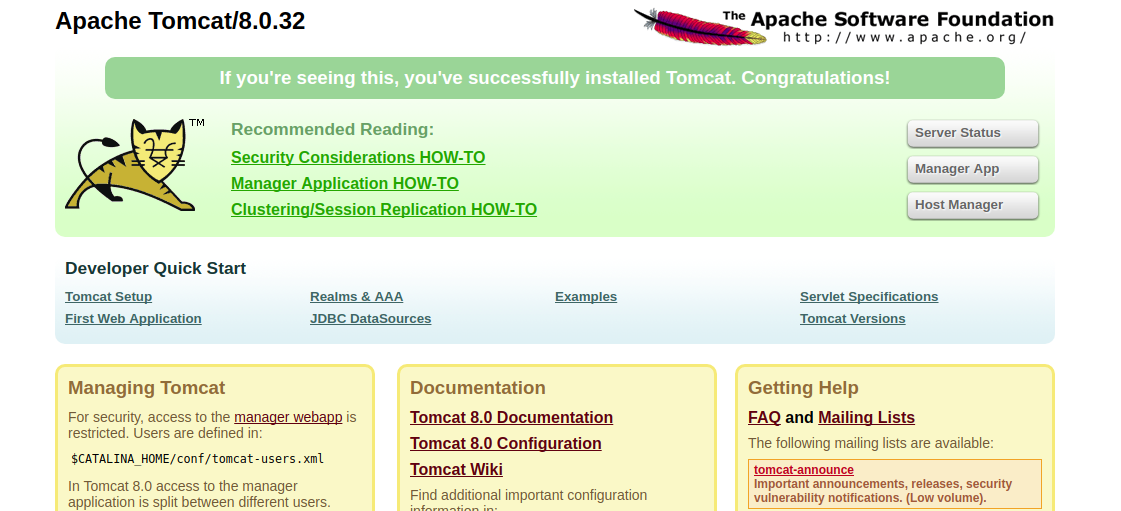 Apache Tomcat/8.0.32
The Apache Software Foundation
http://www.apache.org/
If you're seeing this, you've successfully installed Tomcat. Congratulations!
TM
Recommended Reading:
Security Considerations HOW-TO
Manager Application HOW-TO
Clustering/Session Replication HOW-TO
Server Status
Manager App
Host Manager
Developer Quick Start
Tomcat Setup
First Web Application
Realms & AAA
JDBC DataSources
Examples
Servlet Specifications
Tomcat Versions
Managing Tomcat
For security, access to the manager webapp is
restricted. Users are defined in:
$CATALINA_HOME/conf/tomcat-users.xml
In Tomcat 8.0 access to the manager
application is split between different users.
Documentation
Tomcat 8.0 Documentation
Tomcat 8.0 Configuration
Tomcat Wiki
Find additional important configuration
information in:
Getting Help
FAQ and Mailing Lists
The following mailing lists are available:
tomcat-announce
Important announcements, releases, security
vulnerability notifications. (Low volume).